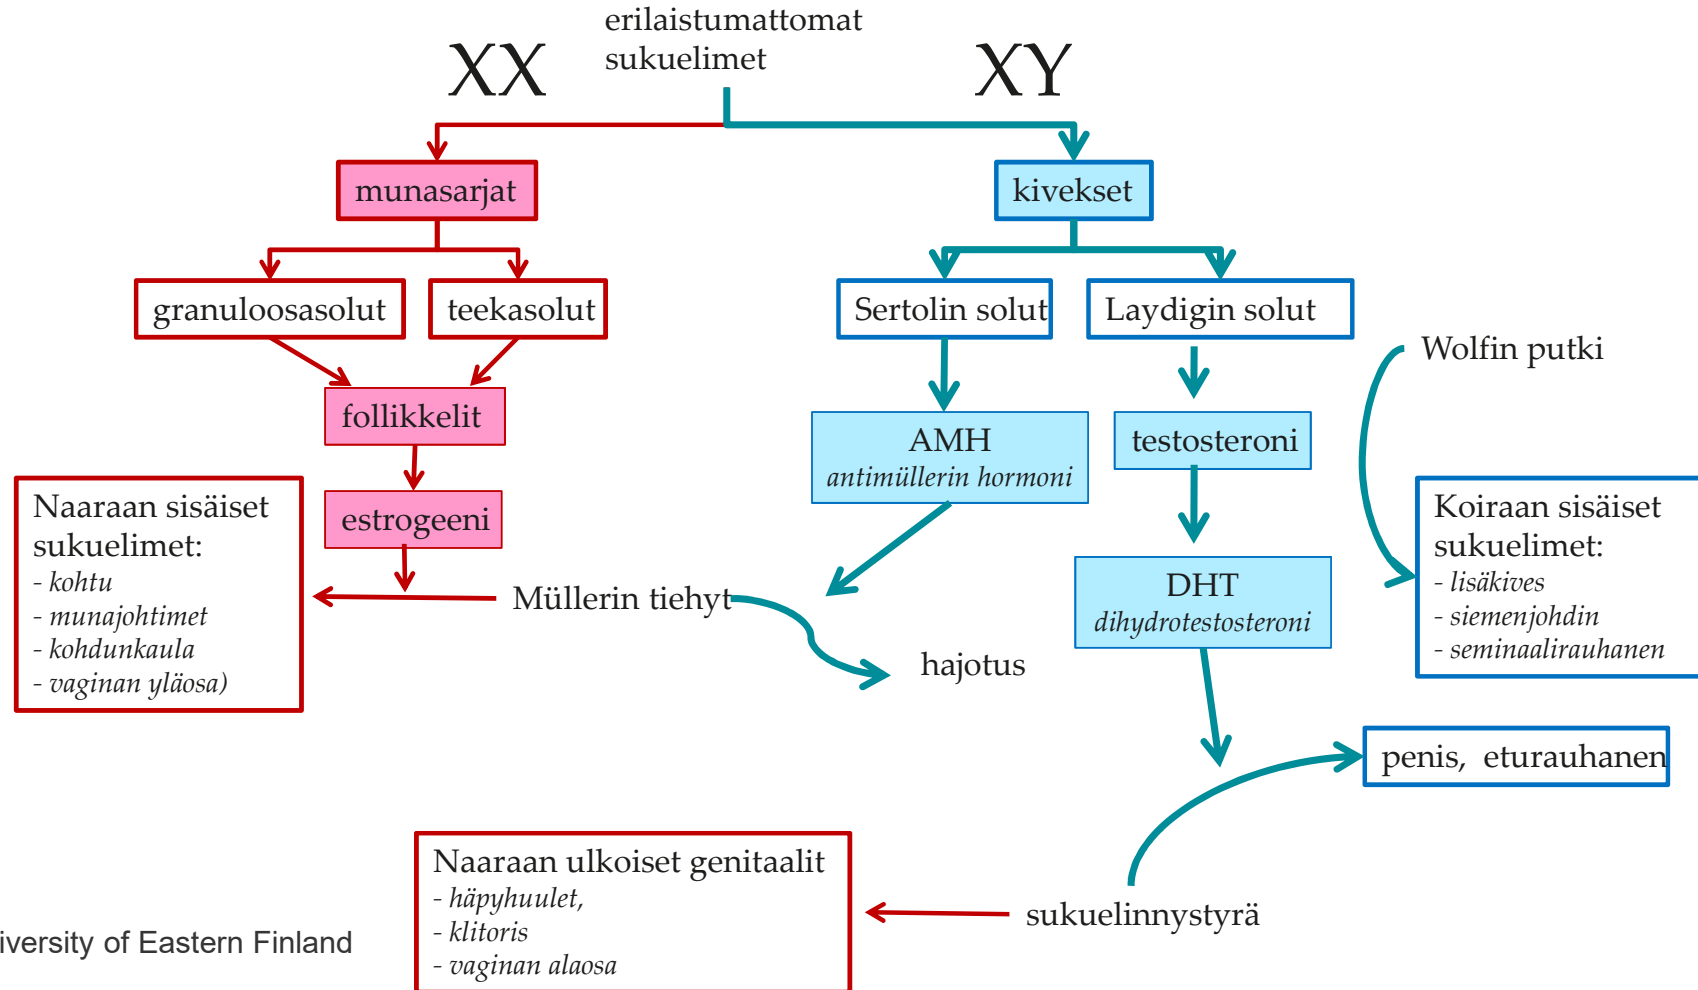 erilaistumattomat
sukuelimet
XX
XY
munasarjat
kivekset
granuloosasolut
teekasolut
Sertolin solut
Laydigin solut
Wolfin putki
follikkelit
AMH
antimüllerin hormoni
testosteroni
estrogeeni
Naaraan sisäiset
sukuelimet:
- kohtu
- munajohtimet
- kohdunkaula
- vaginan yläosa)
Müllerin tiehyt
hajotus
DHT
dihydrotestosteroni
Koiraan sisäiset
sukuelimet:
- lisäkives
- siemenjohdin
- seminaalirauhanen
penis, eturauhanen
Naaraan ulkoiset genitaalit
- häpyhuulet,
- klitoris
- vaginan alaosa
sukuelinnystyrä
iversity of Eastern Finland